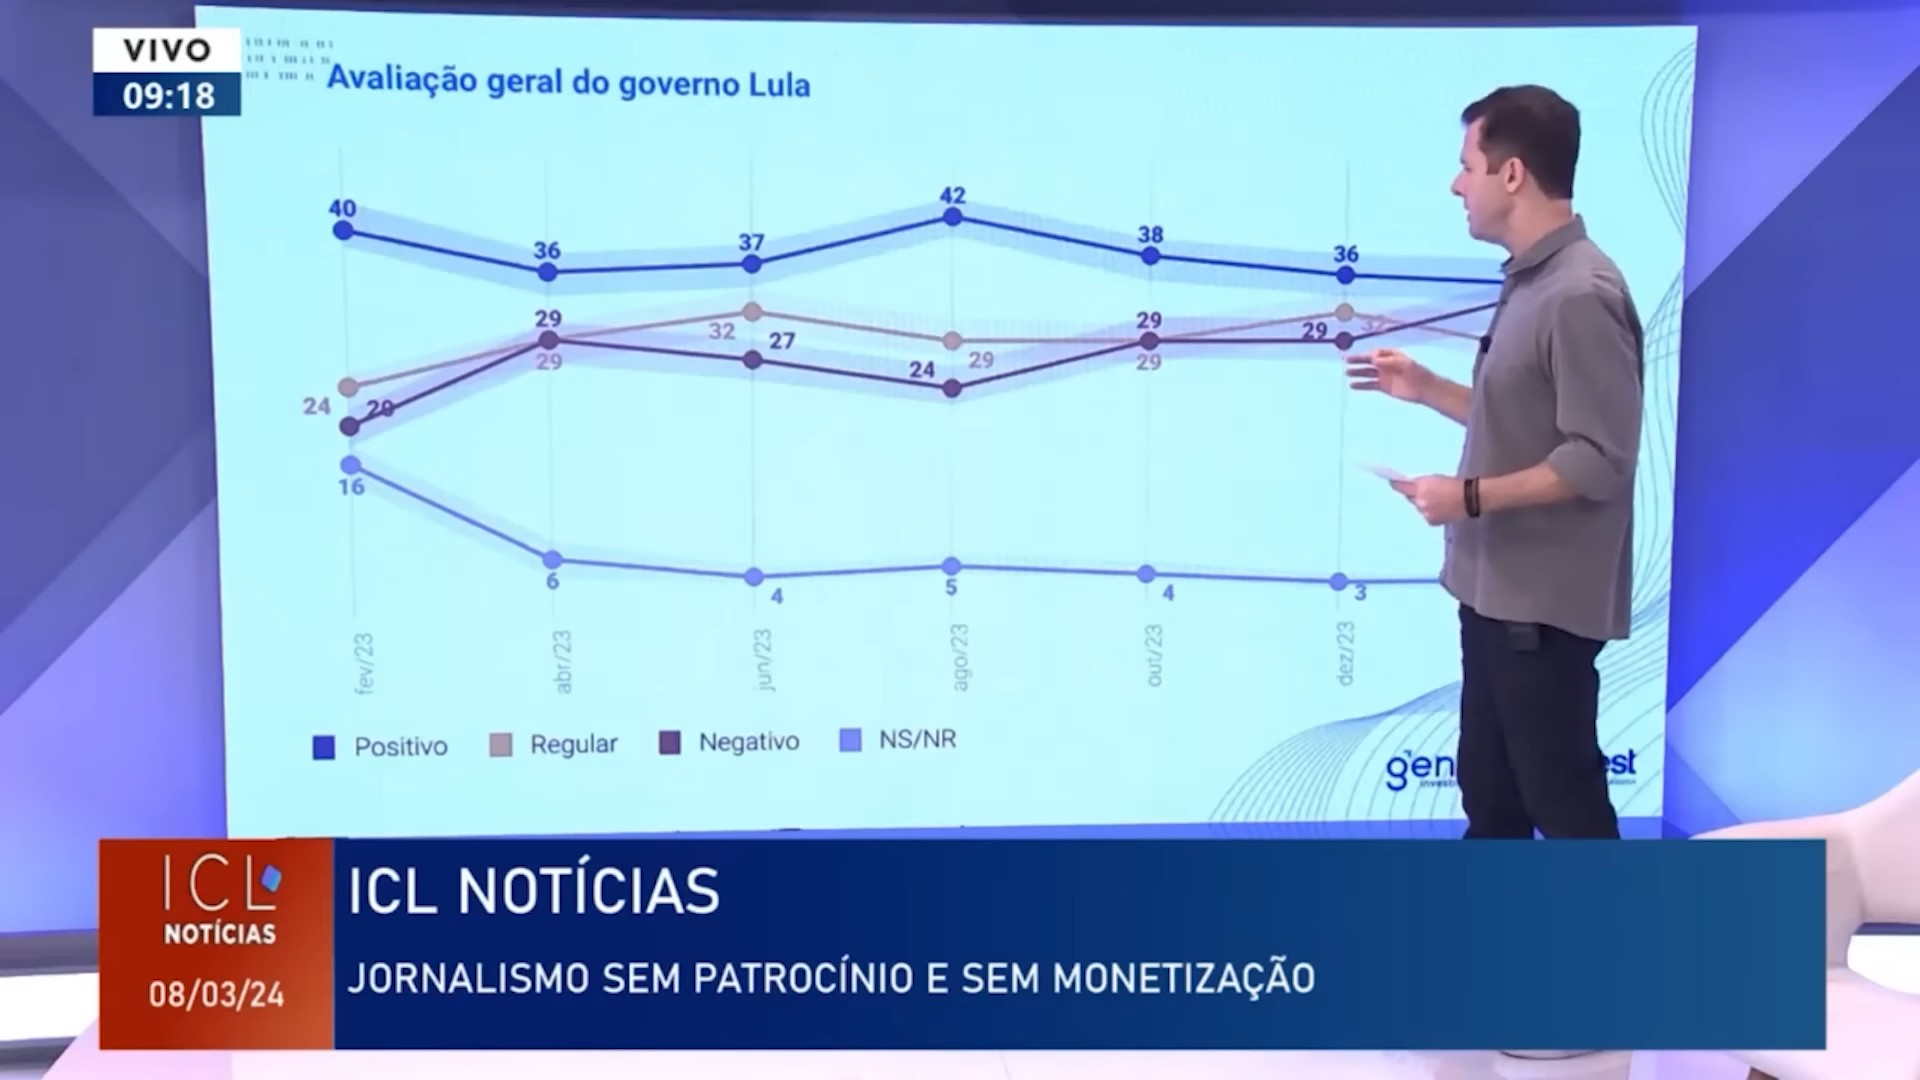 VIVO
09:18
Avaliação geral do governo Lula
40
36
37
42
38
36
29
32
27
29
29
24
29
32
24
20
29
29
16
6
4
5
4
3
fev/23
abr/23
jun/23
ago/23
out/23
dez/23
Positivo
Regular
Negativo
NS/NR
ICL
NOTÍCIAS
08/03/24
ICL NOTÍCIAS
JORNALISMO SEM PATROCÍNIO E SEM MONETIZAÇÃO